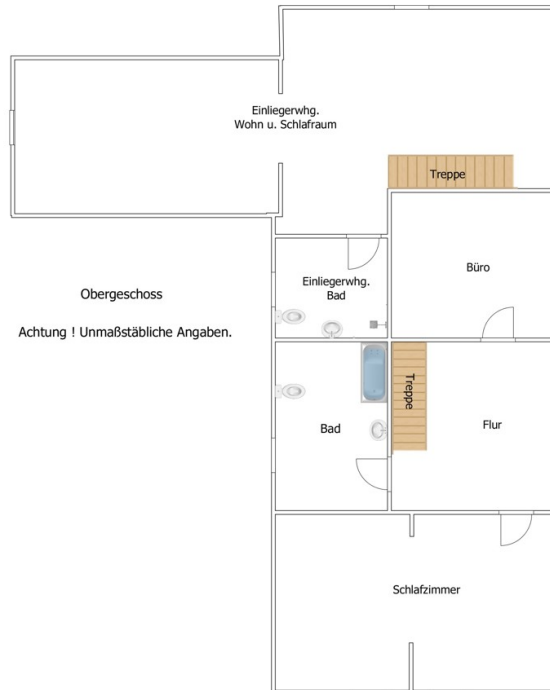 Einliegerwhg.
Wohn u. Schlafraum
Treppe
Büro
Einliegerwhg.
Bad
Obergeschoss
Achtung ! Unmaßstäbliche Angaben.
Treppe
Bad
Flur
Schlafzimmer